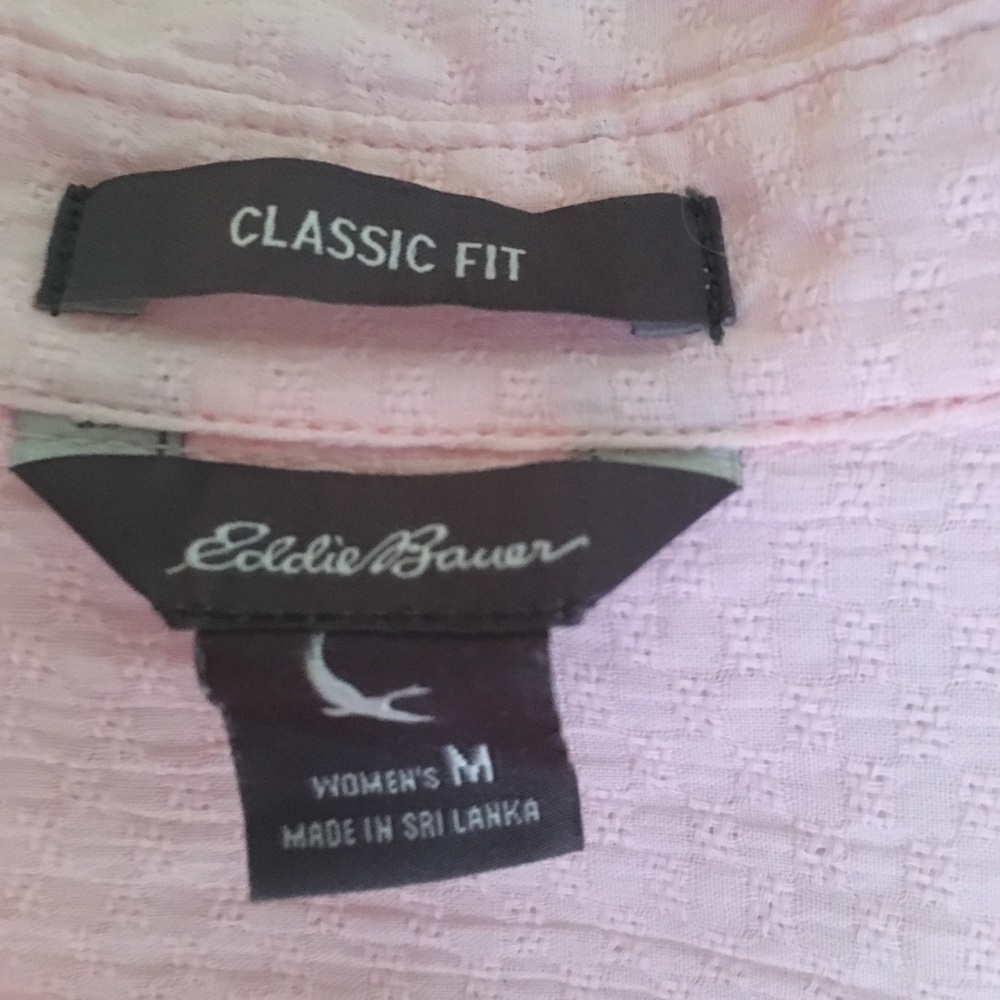 CLASSIC FIT
Eddie Bauer
WOMEN'S M
MADE IN SRI LANKA